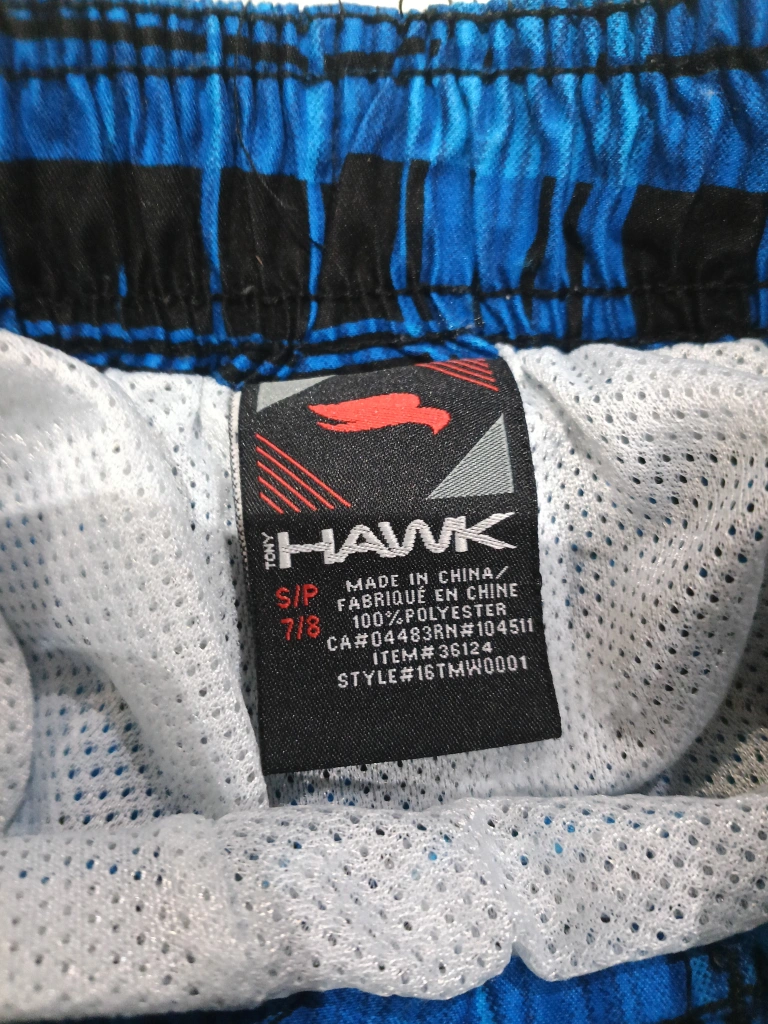 TONY HAWK
S/P
7/8
MADE IN CHINA/
FABRIQUÉ EN CHINE
100%POLYESTER
CA#04483RN#104511
ITEM#36124
STYLE#16TMW0001